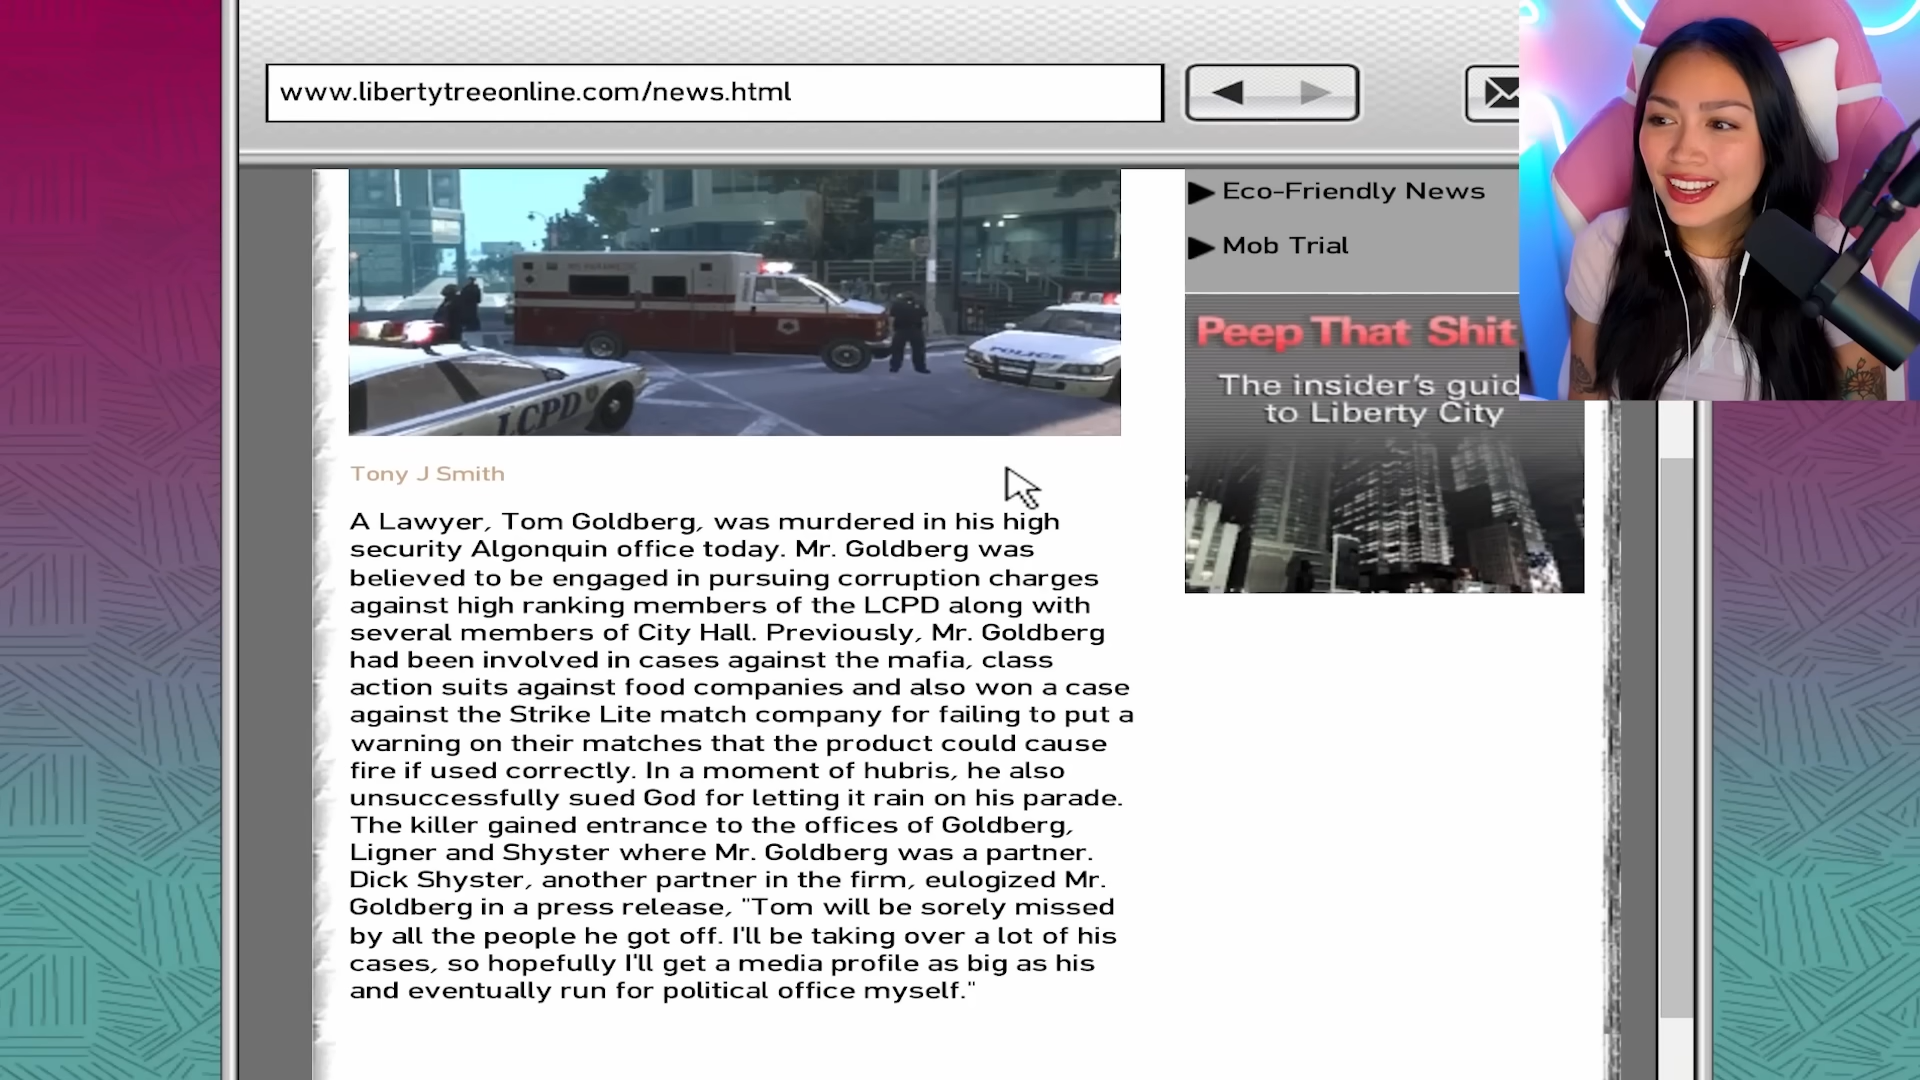 www.libertytreeonline.com/news.html
Eco-Friendly News
Mob Trial
Peep That Shit
The insider's guid
to Liberty City
POLICE
LCPD
Tony J Smith
A Lawyer, Tom Goldberg, was murdered in his high
security Algonquin office today. Mr. Goldberg was
believed to be engaged in pursuing corruption charges
against high ranking members of the LCPD along with
several members of City Hall. Previously, Mr. Goldberg
had been involved in cases against the mafia, class
action suits against food companies and also won a case
against the Strike Lite match company for failing to put a
warning on their matches that the product could cause
fire if used correctly. In a moment of hubris, he also
unsuccessfully sued God for letting it rain on his parade.
The killer gained entrance to the offices of Goldberg,
Ligner and Shyster where Mr. Goldberg was a partner.
Dick Shyster, another partner in the firm, eulogized Mr.
Goldberg in a press release, "Tom will be sorely missed
by all the people he got off. I'll be taking over a lot of his
cases, so hopefully I'll get a media profile as big as his
and eventually run for political office myself."